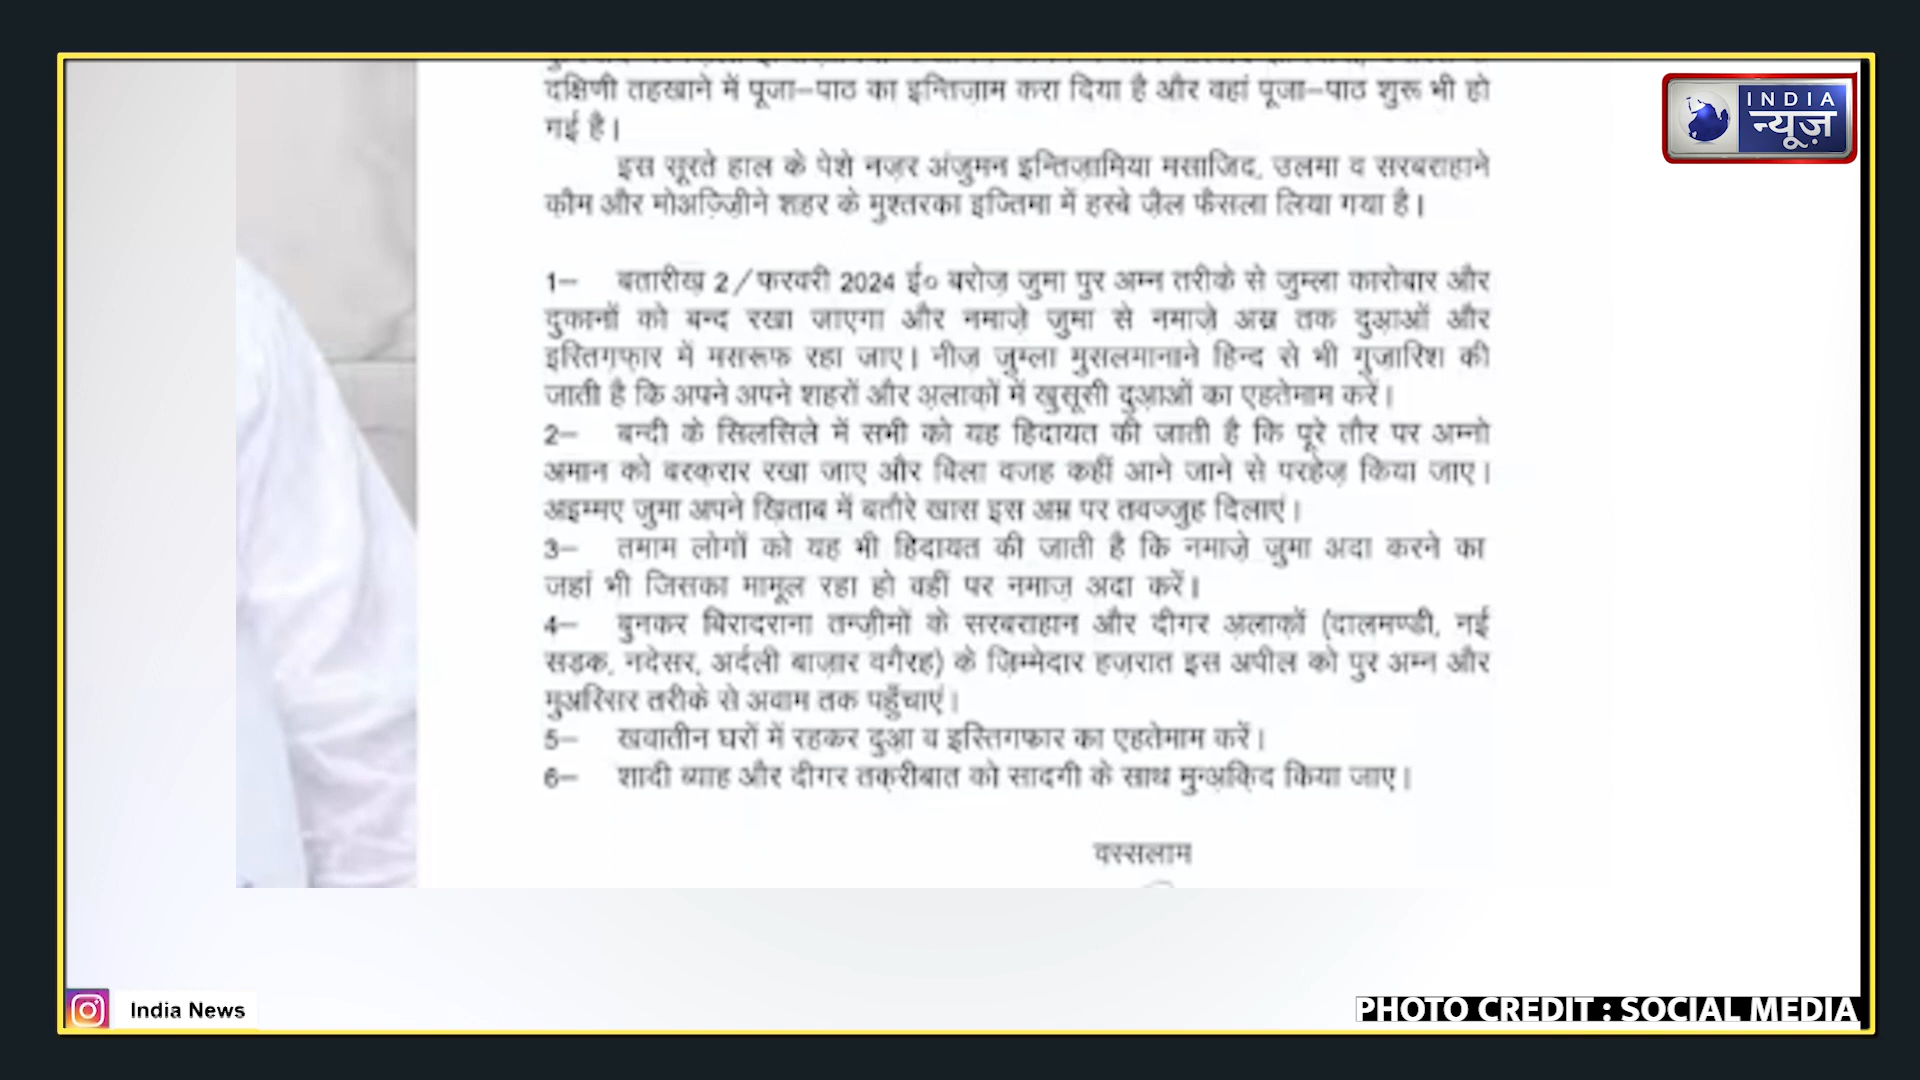 दक्षिणी तहखाने में पूजा–पाठ का इन्तिज़ाम करा दिया है और वहां पूजा–पाठ शुरू भी हो
गई है।
इस सूरते हाल के पेशे नज़र अंजुमन इन्तिज़ामिया मसाजिद, उलमा व सरबराहाने
क़ौम और मोअज़्ज़ीने शहर के मुश्तरका इज्तिमा में हस्बे ज़ैल फैसला लिया गया है।
1– बतारीख़ 2/फरवरी 2024 ई० बरोज़ जुमा पुर अम्न तरीके से जुम्ला कारोबार और
दुकानों को बन्द रखा जाएगा और नमाज़े जुमा से नमाज़े अस्र तक दुआ़ओं और
इस्तिग़फ़ार में मसरूफ रहा जाए। नीज़ जुम्ला मुसलमानाने हिन्द से भी गुज़ारिश की
जाती है कि अपने अपने शहरों और अ़लाक़ों में खुसूसी दुआ़ओं का एहतेमाम करें।
2– बन्दी के सिलसिले में सभी को यह हिदायत की जाती है कि पूरे तौर पर अम्नो
अमान को बरक़रार रखा जाए और बिला वजह कहीं आने जाने से परहेज़ किया जाए।
अइम्मए जुमा अपने ख़िताब में बतौरे खास इस अम्र पर तवज्जुह दिलाएं।
3– तमाम लोगों को यह भी हिदायत की जाती है कि नमाज़े जुमा अदा करने का
जहां भी जिसका मामूल रहा हो वहीं पर नमाज़ अदा करें।
4– बुनकर बिरादराना तन्ज़ीमों के सरबराहान और दीगर अ़लाक़ों (दालमण्डी, नई
सड़क, नदेसर, अर्दली बाज़ार वगैरह) के ज़िम्मेदार हज़रात इस अपील को पुर अम्न और
मुअस्सिर तरीके से अवाम तक पहुँचाएं।
5– खवातीन घरों में रहकर दुआ़ व इस्तिगफार का एहतेमाम करें।
6– शादी ब्याह और दीगर तक़रीबात को सादगी के साथ मुन्अ़क़िद किया जाए।
वस्सलाम
INDIA
न्यूज़
India News
PHOTO CREDIT : SOCIAL MEDIA